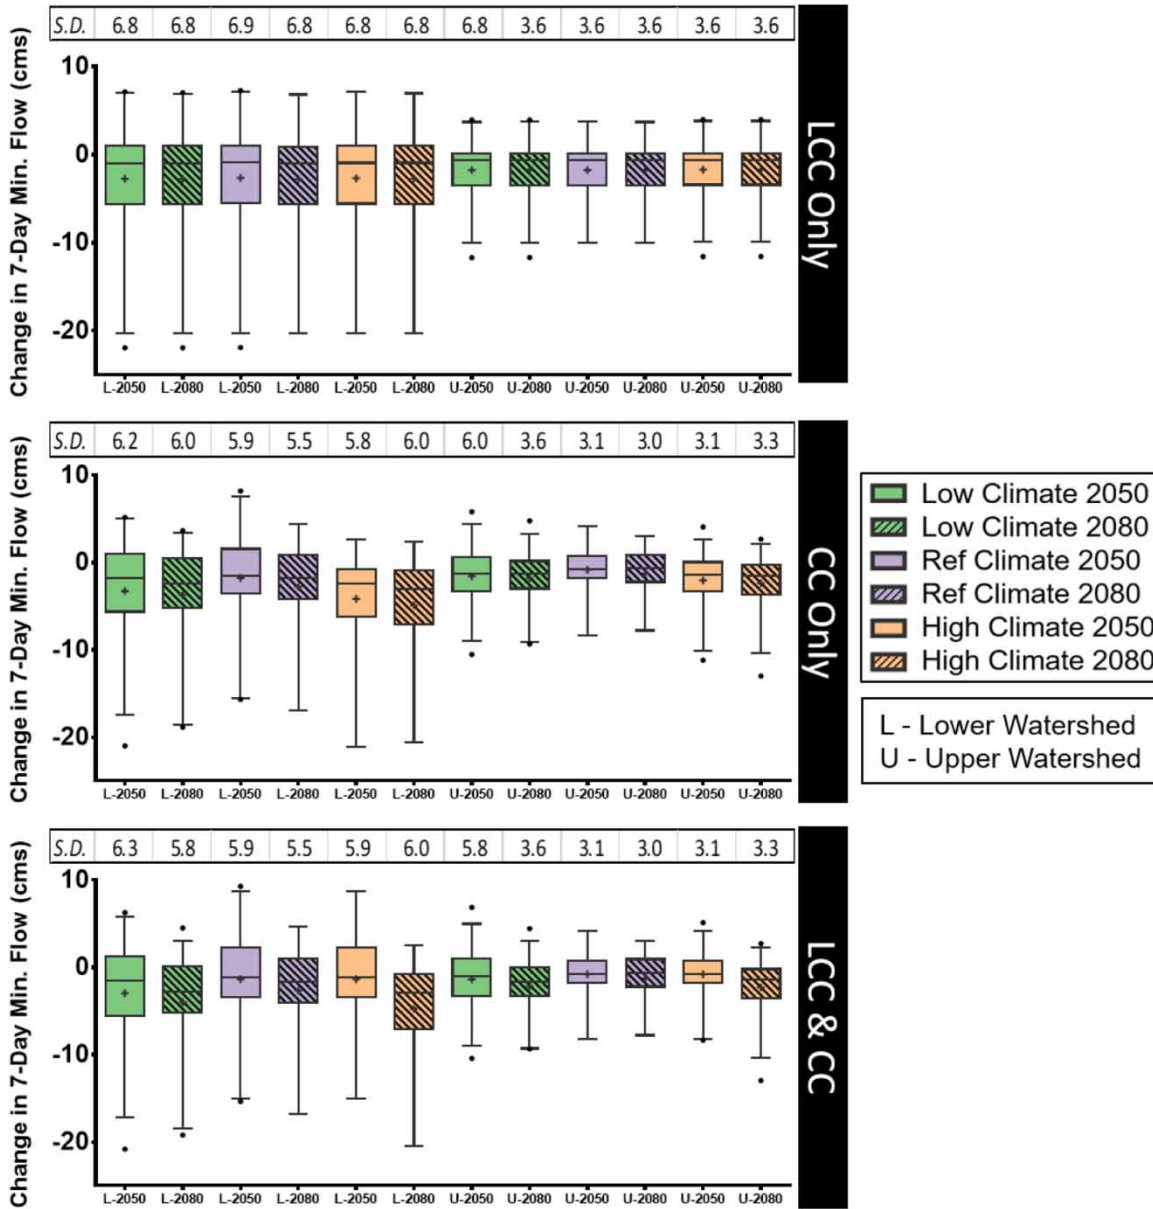 S.D. 6.8 6.8 6.9 6.8 6.8 6.8 6.8 3.6 3.6 3.6 3.6 3.6
Change in 7-Day Min. Flow (cms)
10
0
-10
-20
L-2050 L-2080 L-2050 L-2080 L-2050 L-2080 U-2050 U-2080 U-2050 U-2080 U-2050 U-2080
LCC Only
S.D. 6.2 6.0 5.9 5.5 5.8 6.0 6.0 3.6 3.1 3.0 3.1 3.3
Change in 7-Day Min. Flow (cms)
10
0
-10
-20
L-2050 L-2080 L-2050 L-2080 L-2050 L-2080 U-2050 U-2080 U-2050 U-2080 U-2050 U-2080
CC Only
Low Climate 2050
Low Climate 2080
Ref Climate 2050
Ref Climate 2080
High Climate 2050
High Climate 2080
L - Lower Watershed
U - Upper Watershed
S.D. 6.3 5.8 5.9 5.5 5.9 6.0 5.8 3.6 3.1 3.0 3.1 3.3
Change in 7-Day Min. Flow (cms)
10
0
-10
-20
L-2050 L-2080 L-2050 L-2080 L-2050 L-2080 U-2050 U-2080 U-2050 U-2080 U-2050 U-2080
LCC & CC